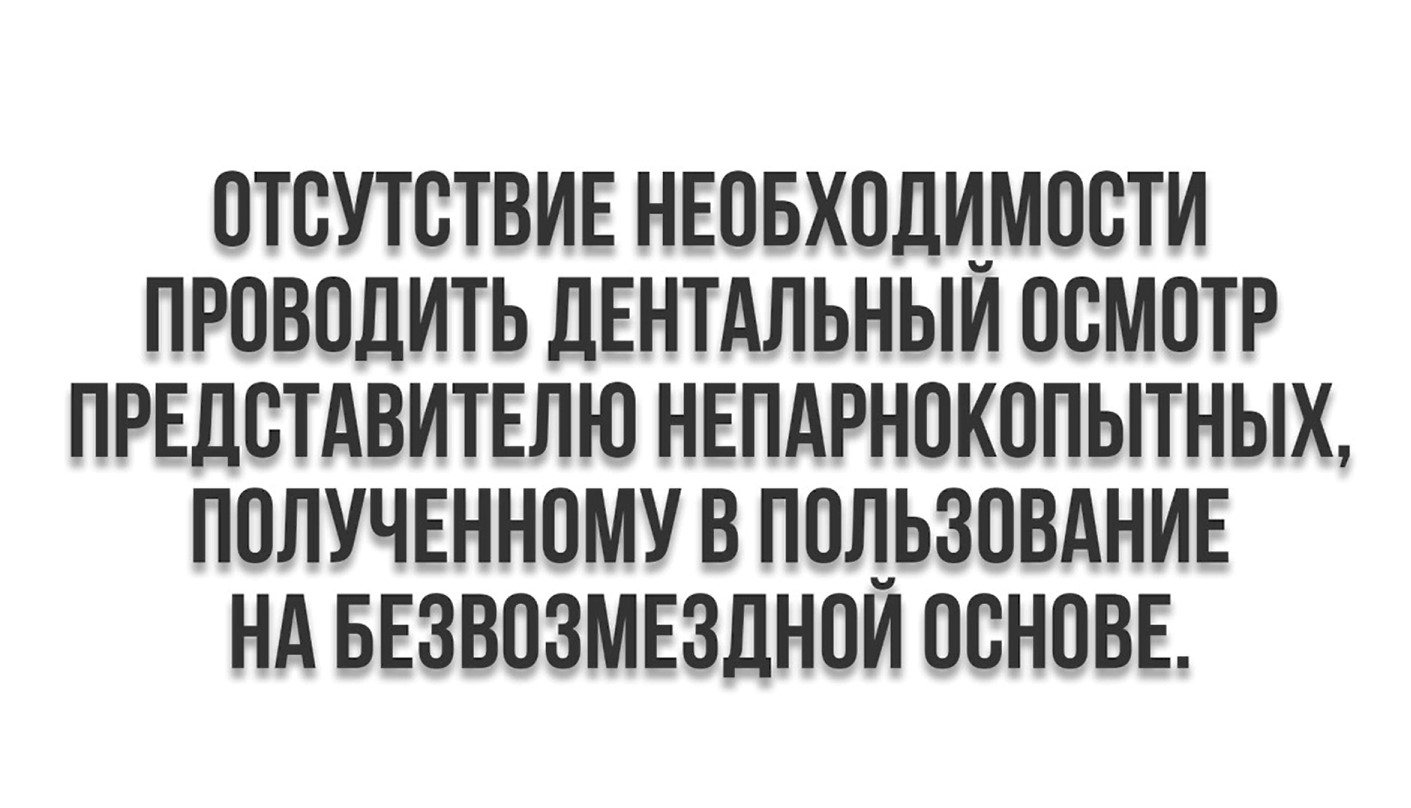 ОТСУТСТВИЕ НЕОБХОДИМОСТИ
ПРОВОДИТЬ ДЕНТАЛЬНЫЙ ОСМОТР
ПРЕДСТАВИТЕЛЮ НЕПАРНОКОПЫТНЫХ,
ПОЛУЧЕННОМУ В ПОЛЬЗОВАНИЕ
НА БЕЗВОЗМЕЗДНОЙ ОСНОВЕ.